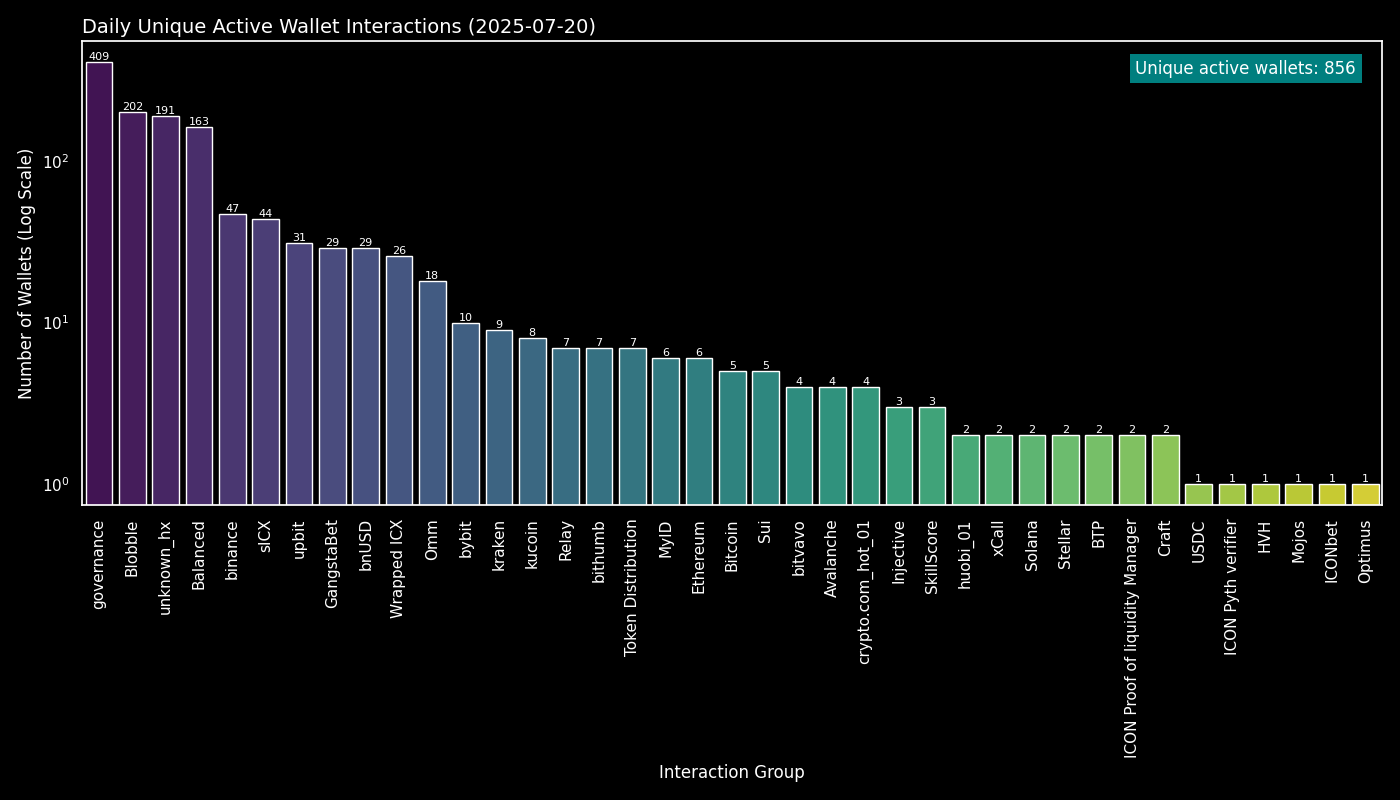 Daily Unique Active Wallet Interactions (2025-07-20)
Unique active wallets: 856
Number of Wallets (Log Scale)
10²
10¹
10⁰
409
202
191
163
47
44
31
29
29
26
18
10
9
8
7
7
7
6
6
5
5
4
4
4
3
3
2
2
2
2
2
2
2
1
1
1
1
1
1
governance
Blobble
unknown_hx
Balanced
binance
sICX
upbit
GangstaBet
bnUSD
Wrapped ICX
Omm
bybit
kraken
kucoin
Relay
bithumb
Token Distribution
MyID
Ethereum
Bitcoin
Sui
bitvavo
Avalanche
crypto.com_hot_01
Injective
SkillScore
huobi_01
xCall
Solana
Stellar
BTP
ICON Proof of liquidity Manager
Craft
USDC
ICON Pyth verifier
HVH
Mojos
ICONbet
Optimus
Interaction Group